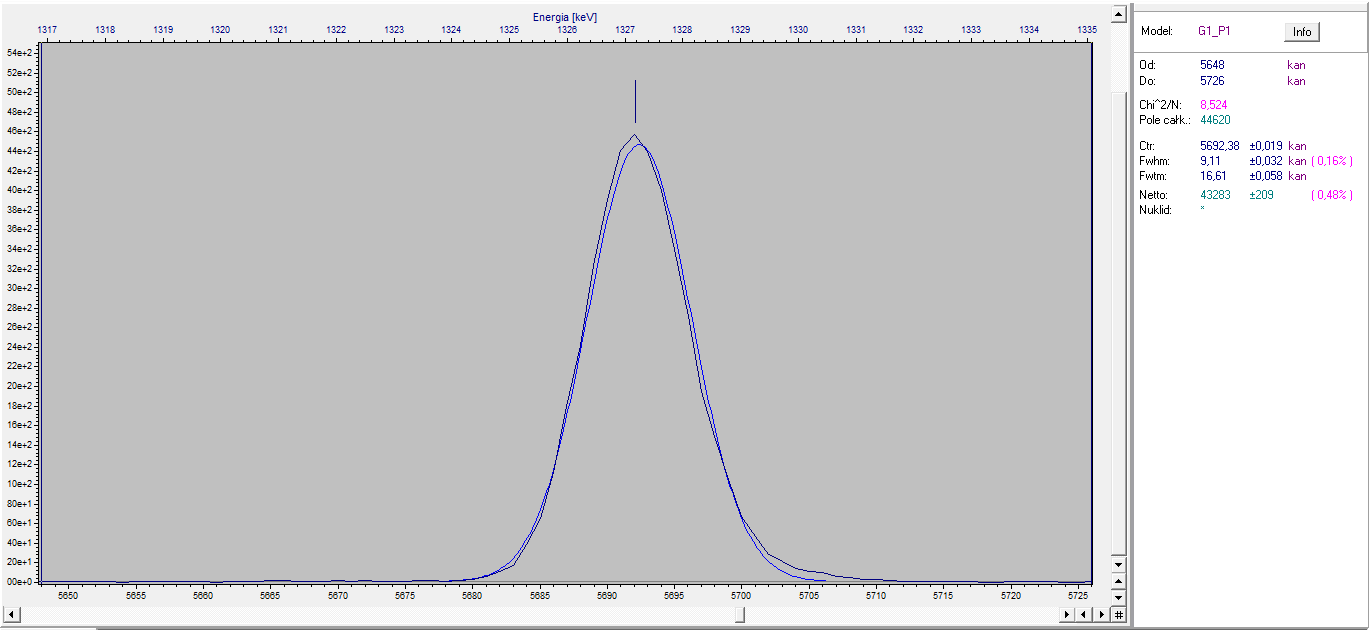 Energia [keV]
1317 1318 1319 1320 1321 1322 1323 1324 1325 1326 1327 1328 1329 1330 1331 1332 1333 1334 1335
54e+2
52e+2
50e+2
48e+2
46e+2
44e+2
42e+2
40e+2
38e+2
36e+2
34e+2
32e+2
30e+2
28e+2
26e+2
24e+2
22e+2
20e+2
18e+2
16e+2
14e+2
12e+2
10e+2
80e+1
60e+1
40e+1
20e+1
00e+0
5650 5655 5660 5665 5670 5675 5680 5685 5690 5695 5700 5705 5710 5715 5720 5725
#
Model: G1_P1 Info
Od: 5648 kan
Do: 5726 kan
Chi^2/N: 8,524
Pole całk.: 44620
Ctr: 5692,38 ±0,019 kan
Fwhm: 9,11 ±0,032 kan ( 0,16% )
Fwtm: 16,61 ±0,058 kan
Netto: 43283 ±209 ( 0,48% )
Nuklid: *